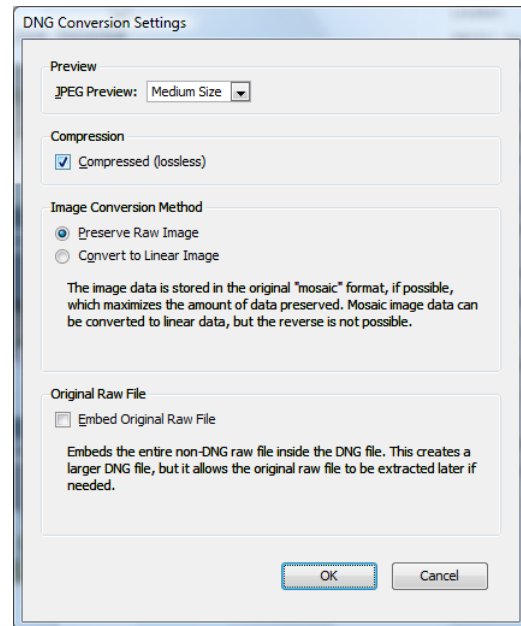 DNG Conversion Settings
Preview
JPEG Preview: Medium Size
Compression
Compressed (lossless)
Image Conversion Method
Preserve Raw Image
Convert to Linear Image
The image data is stored in the original "mosaic" format, if possible,
which maximizes the amount of data preserved. Mosaic image data can
be converted to linear data, but the reverse is not possible.
Original Raw File
Embed Original Raw File
Embeds the entire non-DNG raw file inside the DNG file. This creates a
larger DNG file, but it allows the original raw file to be extracted later if
needed.
OK Cancel